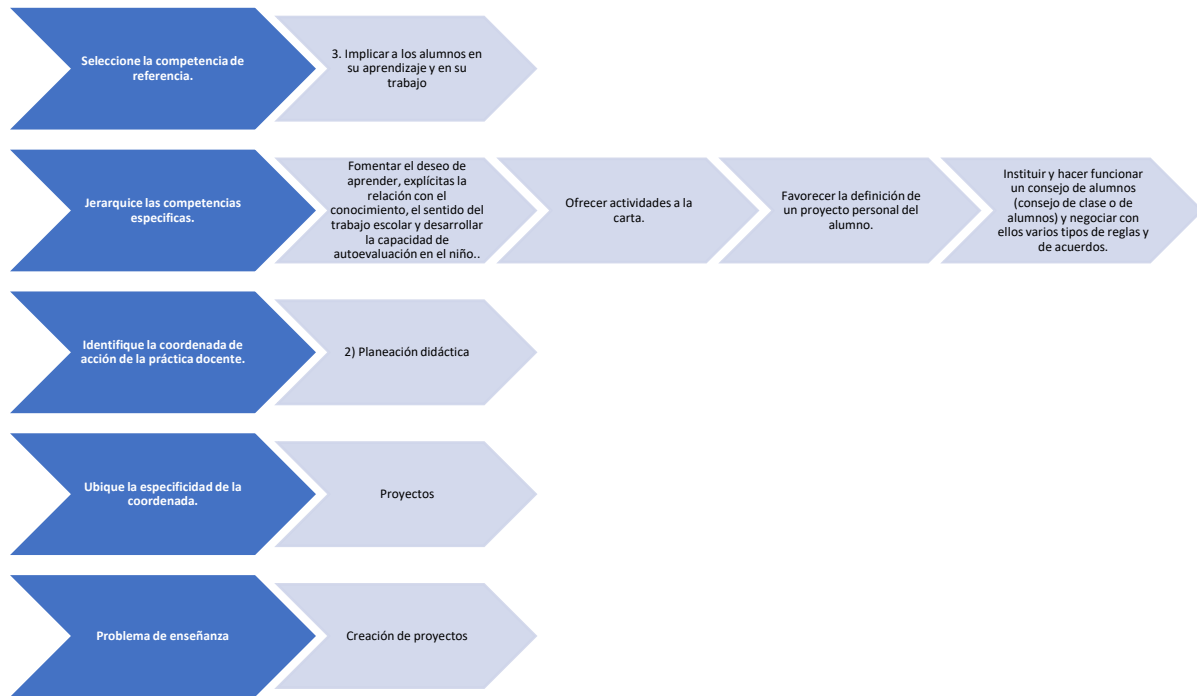 Seleccione la competencia de
referencia.
3. Implicar a los alumnos en
su aprendizaje y en su
trabajo
Jerarquice las competencias
especificas.
Fomentar el deseo de
aprender, explícitas la
relación con el
conocimiento, el sentido del
trabajo escolar y desarrollar
la capacidad de
autoevaluación en el niño..
Ofrecer actividades a la
carta.
Favorecer la definición de
un proyecto personal del
alumno.
Instituir y hacer funcionar
un consejo de alumnos
(consejo de clase o de
alumnos) y negociar con
ellos varios tipos de reglas y
de acuerdos.
Identifique la coordenada de
acción de la práctica docente.
2) Planeación didáctica
Ubique la especificidad de la
coordenada.
Proyectos
Problema de enseñanza
Creación de proyectos